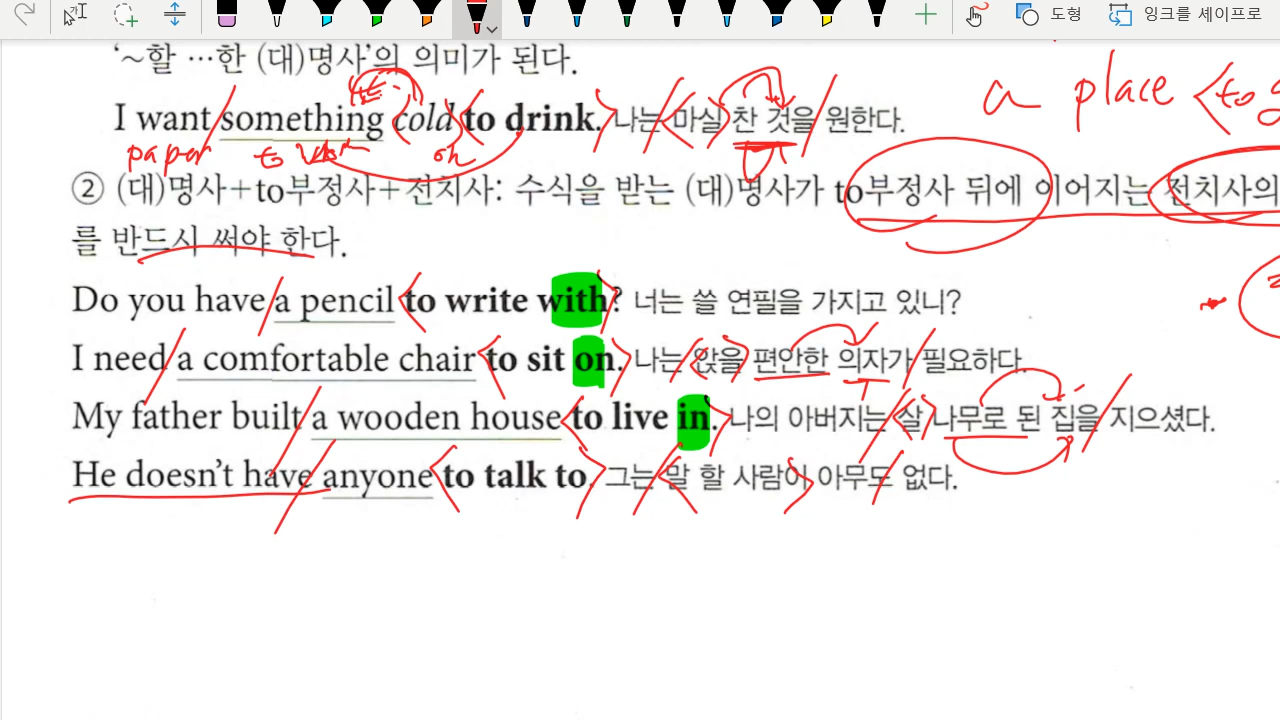 도형 잉크를 셰이프로
‘~할 …한 (대)명사’의 의미가 된다.
a place <to
I want something cold to drink. 나는 마실 찬 것을 원한다.
paper to on
② (대)명사+to부정사+전치사: 수식을 받는 (대)명사가 to부정사 뒤에 이어지는 전치사의
를 반드시 써야 한다.
Do you have a pencil to write with? 너는 쓸 연필을 가지고 있니?
I need a comfortable chair to sit on. 나는 앉을 편안한 의자가 필요하다.
My father built a wooden house to live in. 나의 아버지는 살 나무로 된 집을 지으셨다.
He doesn’t have anyone to talk to. 그는 말 할 사람이 아무도 없다.